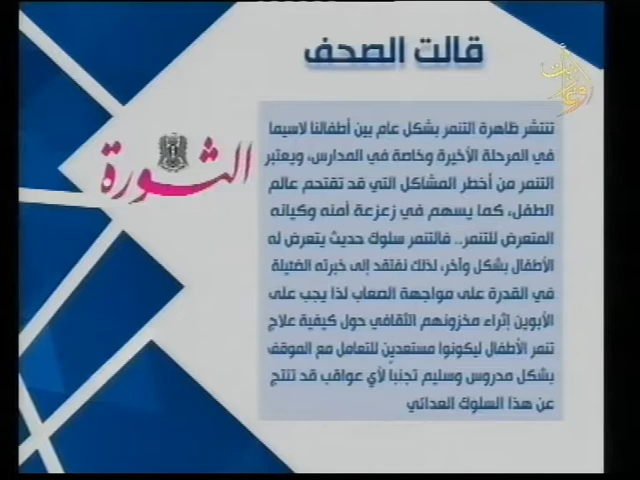 قالت الصحف
الثورة
تنتشر ظاهرة التنمر بشكل عام بين أطفالنا لاسيما
في المرحلة الأخيرة وخاصة في المدارس، ويعتبر
التنمر من أخطر المشاكل التي قد تقتحم عالم
الطفل، كما يسهم في زعزعة أمنه وكيانه
المتعرض للتنمر.. فالتنمر سلوك حديث يتعرض له
الأطفال بشكل وآخر، لذلك نفتقد إلى خبرته الضئيلة
في القدرة على مواجهة الصعاب لذا يجب على
الأبوين إثراء مخزونهم الثقافي حول كيفية علاج
تنمر الأطفال ليكونوا مستعدين للتعامل مع الموقف
بشكل مدروس وسليم تجنباً لأي عواقب قد تنتج
عن هذا السلوك العدائي